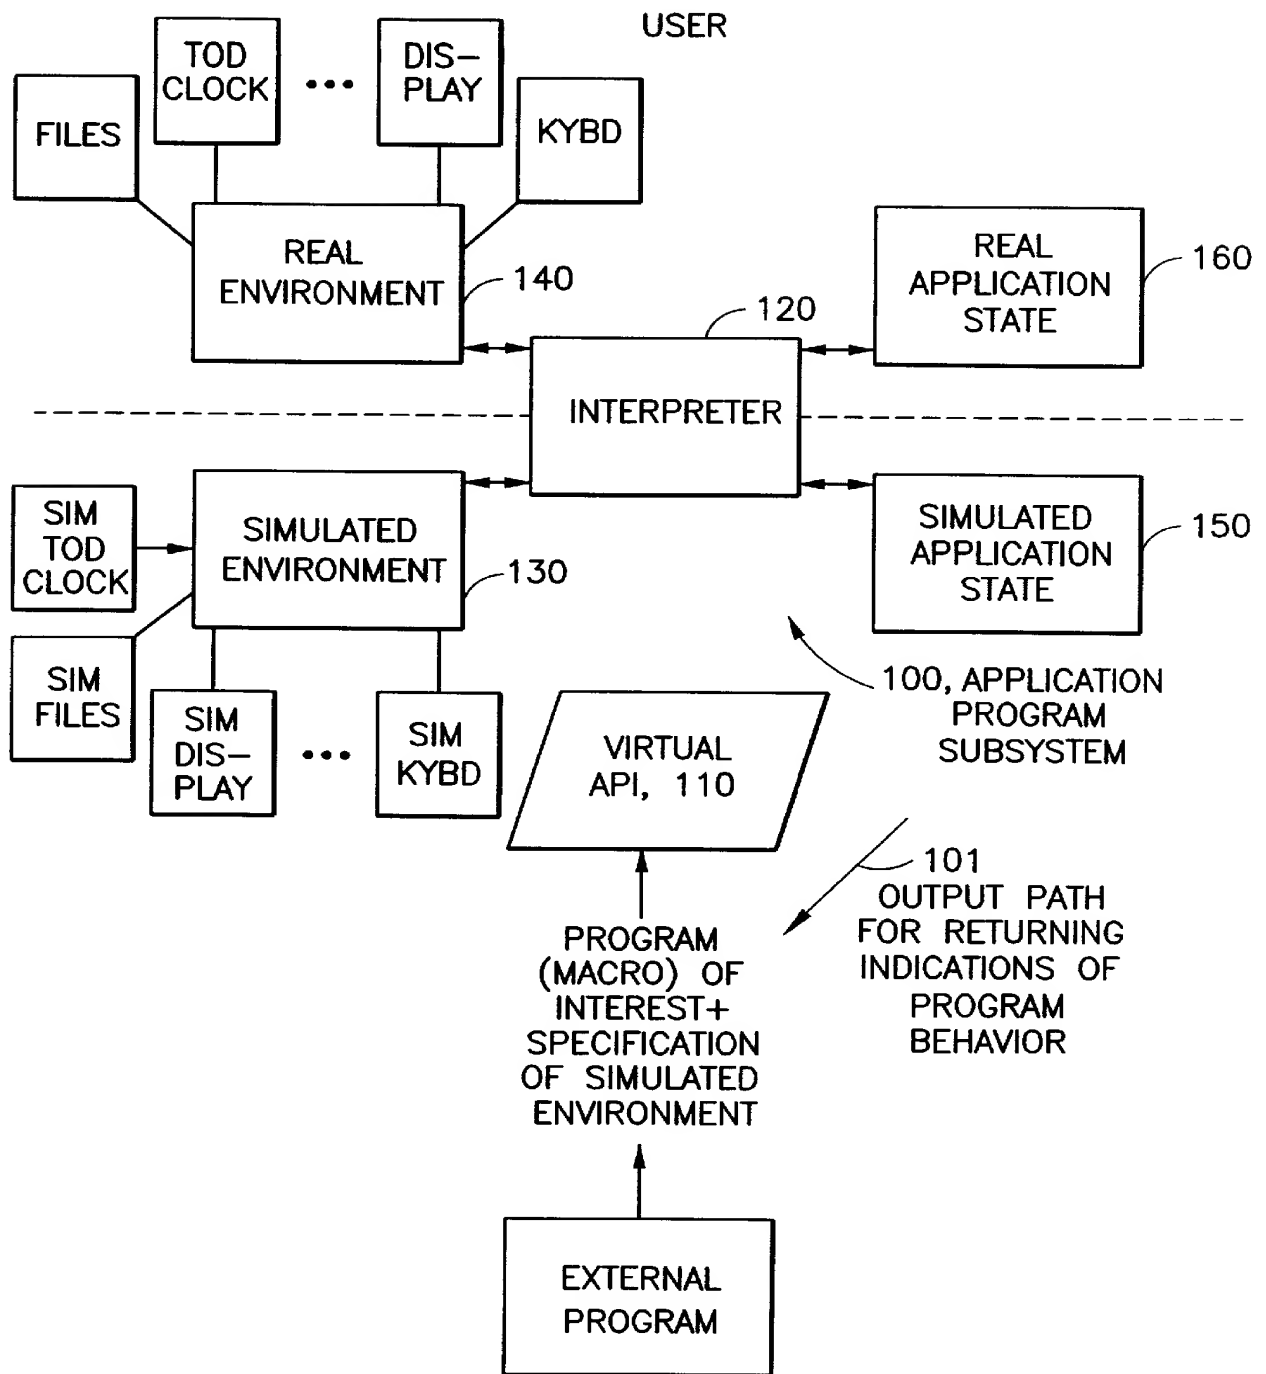 USER
TOD
CLOCK
DIS-
PLAY
FILES
KYBD
REAL
ENVIRONMENT
140
REAL
APPLICATION
STATE
160
120
INTERPRETER
SIM
TOD
CLOCK
SIMULATED
ENVIRONMENT
130
SIMULATED
APPLICATION
STATE
150
SIM
FILES
SIM
DIS-
PLAY
SIM
KYBD
100, APPLICATION
PROGRAM
SUBSYSTEM
VIRTUAL
API, 110
101
OUTPUT PATH
FOR RETURNING
INDICATIONS OF
PROGRAM
BEHAVIOR
PROGRAM
(MACRO) OF
INTEREST+
SPECIFICATION
OF SIMULATED
ENVIRONMENT
EXTERNAL
PROGRAM